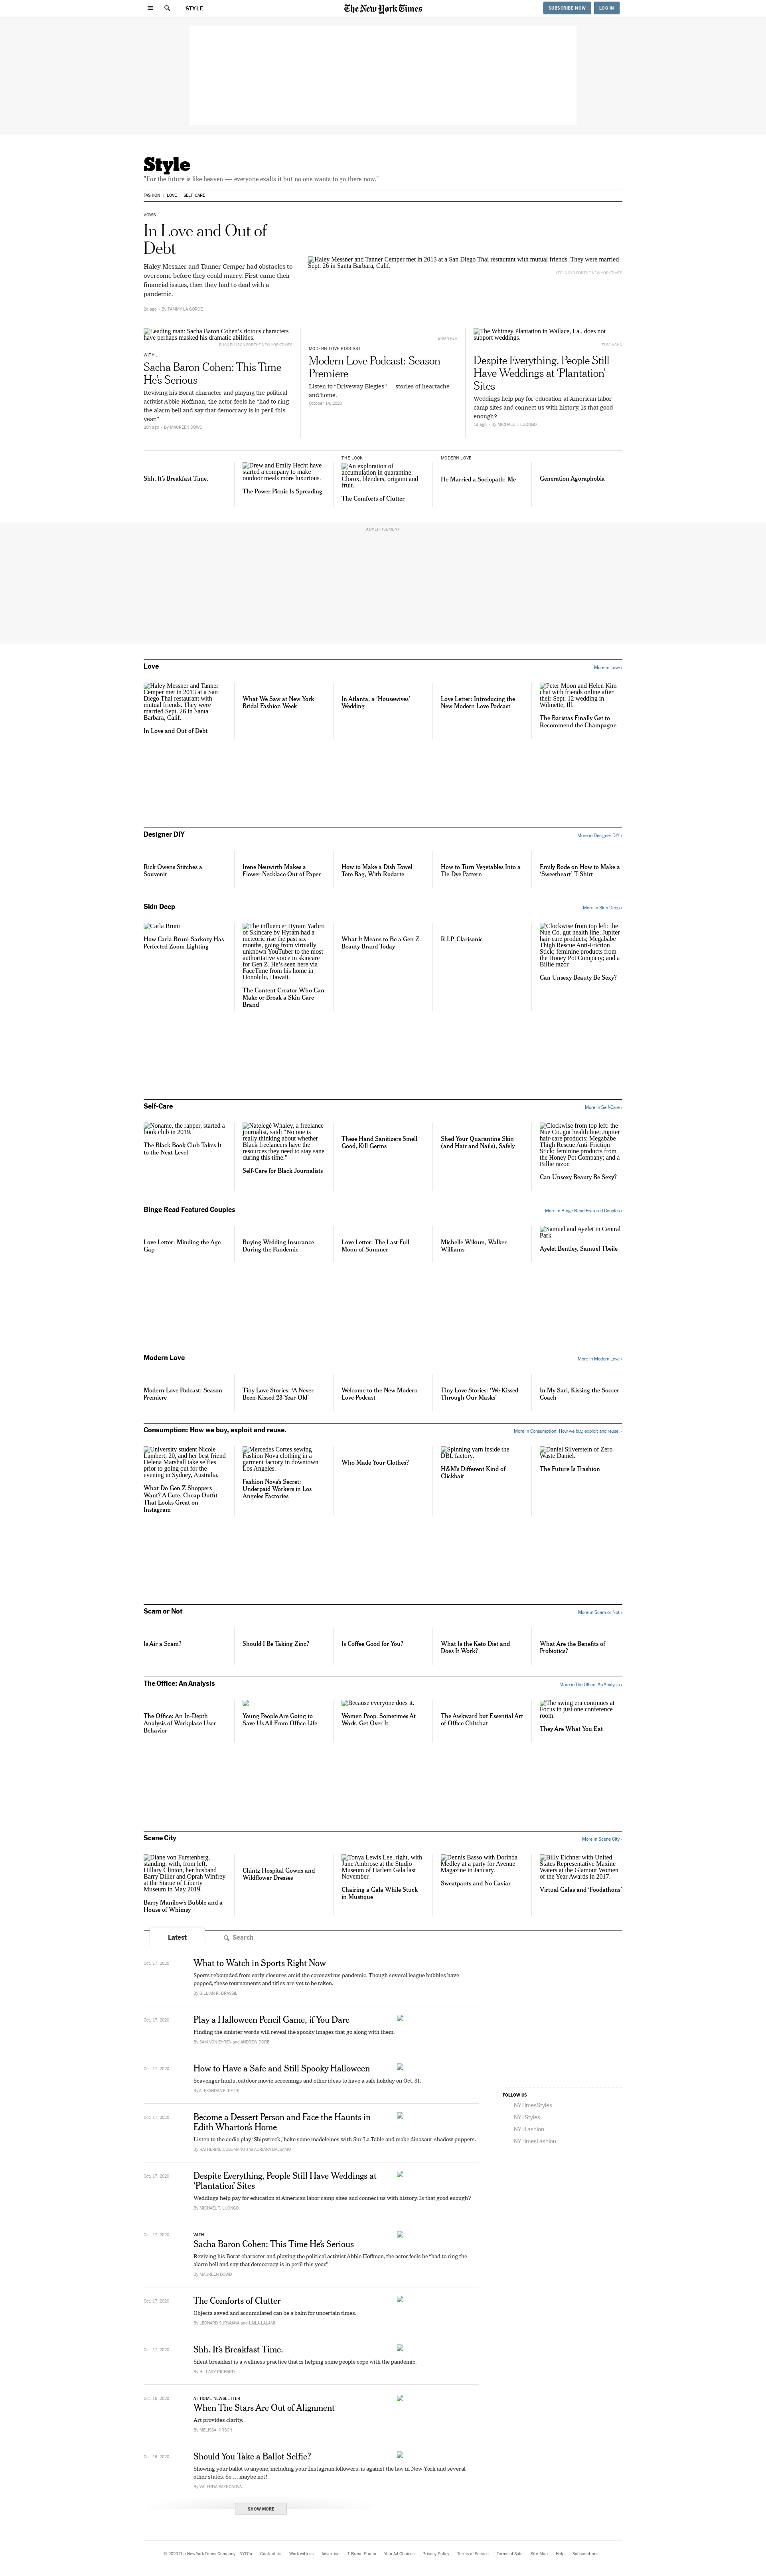 STYLE
The New York Times
SUBSCRIBE NOW
LOG IN
Style
"For the future is like heaven — everyone exalts it but no one wants to go there now."
FASHION
LOVE
SELF-CARE
VOWS
In Love and Out of
Debt
Haley Messner and Tanner Cemper had obstacles to
overcome before they could marry. First came their
financial issues, then they had to deal with a
pandemic.
2d ago – By TAMMY LA GORCE
Haley Messner and Tanner Cemper met in 2013 at a San Diego Thai restaurant with mutual friends. They were married
Sept. 26 in Santa Barbara, Calif.
Leading man: Sacha Baron Cohen's riotous characters
have perhaps masked his dramatic abilities.
WITH ...
Sacha Baron Cohen: This Time
He's Serious
Reviving his Borat character and playing the political
activist Abbie Hoffman, the actor feels he "had to ring
the alarm bell and say that democracy is in peril this
year."
20h ago – By MAUREEN DOWD
MODERN LOVE PODCAST
Modern Love Podcast: Season
Premiere
Listen to "Driveway Elegies" — stories of heartache
and home.
October 14, 2020
The Whitney Plantation in Wallace, La., does not
support weddings.
Despite Everything, People Still
Have Weddings at 'Plantation'
Sites
Weddings help pay for education at American labor
camp sites and connect us with history. Is that good
enough?
1d ago – By MICHAEL T. LUONGO
Shh. It's Breakfast Time.
Drew and Emily Hecht have
started a company to make
outdoor meals more luxurious.
The Power Picnic Is Spreading
THE LOOK
An exploration of
accumulation in quarantine:
Clorox, blenders, origami and
fruit.
The Comforts of Clutter
MODERN LOVE
He Married a Sociopath: Me
Generation Agoraphobia
ADVERTISEMENT
Love
More in Love ›
Haley Messner and Tanner
Cemper met in 2013 at a San
Diego Thai restaurant with
mutual friends. They were
married Sept. 26 in Santa
Barbara, Calif.
In Love and Out of Debt
What We Saw at New York
Bridal Fashion Week
In Atlanta, a 'Housewives'
Wedding
Love Letter: Introducing the
New Modern Love Podcast
Peter Moon and Helen Kim
chat with friends online after
their Sept. 12 wedding in
Wilmette, Ill.
The Baristas Finally Get to
Recommend the Champagne
Designer DIY
More in Designer DIY ›
Rick Owens Stitches a
Souvenir
Irene Neuwirth Makes a
Flower Necklace Out of Paper
How to Make a Dish Towel
Tote Bag, With Rodarte
How to Turn Vegetables Into a
Tie-Dye Pattern
Emily Bode on How to Make a
'Sweetheart' T-Shirt
Skin Deep
More in Skin Deep ›
Carla Bruni
How Carla Bruni-Sarkozy Has
Perfected Zoom Lighting
The influencer Hyram Yarbro
of Skincare by Hyram had a
meteoric rise the past six
months, going from virtually
unknown YouTuber to the most
authoritative voice in skincare
for Gen Z. He's seen here via
FaceTime from his home in
Honolulu, Hawaii.
The Content Creator Who Can
Make or Break a Skin Care
Brand
What It Means to Be a Gen Z
Beauty Brand Today
R.I.P. Clarisonic
Clockwise from top left: the
Nue Co. gut health line; Jupiter
hair-care products; Megababe
Thigh Rescue Anti-Friction
Stick; feminine products from
the Honey Pot Company; and a
Billie razor.
Can Unsexy Beauty Be Sexy?
Self-Care
More in Self-Care ›
Noname, the rapper, started a
book club in 2019.
The Black Book Club Takes It
to the Next Level
Natelegé Whaley, a freelance
journalist, said: "No one is
really thinking about whether
Black freelancers have the
resources they need to stay sane
during this time."
Self-Care for Black Journalists
These Hand Sanitizers Smell
Good, Kill Germs
Shed Your Quarantine Skin
(and Hair and Nails), Safely
Clockwise from top left: the
Nue Co. gut health line; Jupiter
hair-care products; Megababe
Thigh Rescue Anti-Friction
Stick; feminine products from
the Honey Pot Company; and a
Billie razor.
Can Unsexy Beauty Be Sexy?
Binge Read Featured Couples
More in Binge Read Featured Couples ›
Love Letter: Minding the Age
Gap
Buying Wedding Insurance
During the Pandemic
Love Letter: The Last Full
Moon of Summer
Michelle Wikum, Walker
Williams
Samuel and Ayelet in Central
Park
Ayelet Bentley, Samuel Tbeile
Modern Love
More in Modern Love ›
Modern Love Podcast: Season
Premiere
Tiny Love Stories: 'A Never-
Been-Kissed 23-Year-Old'
Welcome to the New Modern
Love Podcast
Tiny Love Stories: 'We Kissed
Through Our Masks'
In My Sari, Kissing the Soccer
Coach
Consumption: How we buy, exploit and reuse.
More in Consumption: How we buy, exploit and reuse. ›
University student Nicole
Lambert, 20, and her best friend
Helena Marshall take selfies
prior to going out for the
evening in Sydney, Australia.
What Do Gen Z Shoppers
Want? A Cute, Cheap Outfit
That Looks Great on
Instagram
Mercedes Cortes sewing
Fashion Nova clothing in a
garment factory in downtown
Los Angeles.
Fashion Nova's Secret:
Underpaid Workers in Los
Angeles Factories
Who Made Your Clothes?
Spinning yarn inside the
DBL factory.
H&M's Different Kind of
Clickbait
Daniel Silverstein of Zero
Waste Daniel.
The Future Is Trashion
Scam or Not
More in Scam or Not ›
Is Air a Scam?
Should I Be Taking Zinc?
Is Coffee Good for You?
What Is the Keto Diet and
Does It Work?
What Are the Benefits of
Probiotics?
The Office: An Analysis
More in The Office: An Analysis ›
The Office: An In-Depth
Analysis of Workplace User
Behavior
Young People Are Going to
Save Us All From Office Life
Because everyone does it.
Women Poop. Sometimes At
Work. Get Over It.
The Awkward but Essential Art
of Office Chitchat
The swing era continues at
Focus in just one conference
room.
They Are What You Eat
Scene City
More in Scene City ›
Diane von Furstenberg,
standing, with, from left,
Hillary Clinton, her husband
Barry Diller and Oprah Winfrey
at the Statue of Liberty
Museum in May 2019.
Barry Manilow's Bubble and a
House of Whimsy
Chintz Hospital Gowns and
Wildflower Dresses
Tonya Lewis Lee, right, with
June Ambrose at the Studio
Museum of Harlem Gala last
November.
Chairing a Gala While Stuck
in Mustique
Dennis Basso with Dorinda
Medley at a party for Avenue
Magazine in January.
Sweatpants and No Caviar
Billy Eichner with United
States Representative Maxine
Waters at the Glamour Women
of the Year Awards in 2017.
Virtual Galas and 'Foodathons'
Latest
Search
Oct. 17, 2020
What to Watch in Sports Right Now
Sports rebounded from early closures amid the coronavirus pandemic. Though several league bubbles have
popped, these tournaments and titles are yet to be taken.
By GILLIAN R. BRASSIL
Oct. 17, 2020
Play a Halloween Pencil Game, if You Dare
Finding the sinister words will reveal the spooky images that go along with them.
By SAM VON EHREN and ANDREW SORE
Oct. 17, 2020
How to Have a Safe and Still Spooky Halloween
Scavenger hunts, outdoor movie screenings and other ideas to have a safe holiday on Oct. 31.
By ALEXANDRA E. PETRI
Oct. 17, 2020
Become a Dessert Person and Face the Haunts in
Edith Wharton's Home
Listen to the audio play 'Shipwreck,' bake some madeleines with Sur La Table and make dinosaur-shadow puppets.
By KATHERINE CUSUMANO and ADRIANA BALSAMO
Oct. 17, 2020
Despite Everything, People Still Have Weddings at
'Plantation' Sites
Weddings help pay for education at American labor camp sites and connect us with history. Is that good enough?
By MICHAEL T. LUONGO
Oct. 17, 2020
WITH ...
Sacha Baron Cohen: This Time He's Serious
Reviving his Borat character and playing the political activist Abbie Hoffman, the actor feels he "had to ring the
alarm bell and say that democracy is in peril this year."
By MAUREEN DOWD
Oct. 17, 2020
The Comforts of Clutter
Objects saved and accumulated can be a balm for uncertain times.
By LEONARD SURYAJAYA and LAILA LALAMI
Oct. 17, 2020
Shh. It's Breakfast Time.
Silent breakfast is a wellness practice that is helping some people cope with the pandemic.
By HILLARY RICHARD
Oct. 16, 2020
AT HOME NEWSLETTER
When The Stars Are Out of Alignment
Art provides clarity.
By MELISSA KIRSCH
Oct. 16, 2020
Should You Take a Ballot Selfie?
Showing your ballot to anyone, including your Instagram followers, is against the law in New York and several
other states. So ... maybe not!
By VALERIYA SAFRONOVA
SHOW MORE
FOLLOW US
NYTimesStyles
NYTStyles
NYTFashion
NYTimesFashion
© 2020 The New York Times Company
NYTCo
Contact Us
Work with us
Advertise
T Brand Studio
Your Ad Choices
Privacy Policy
Terms of Service
Terms of Sale
Site Map
Help
Subscriptions